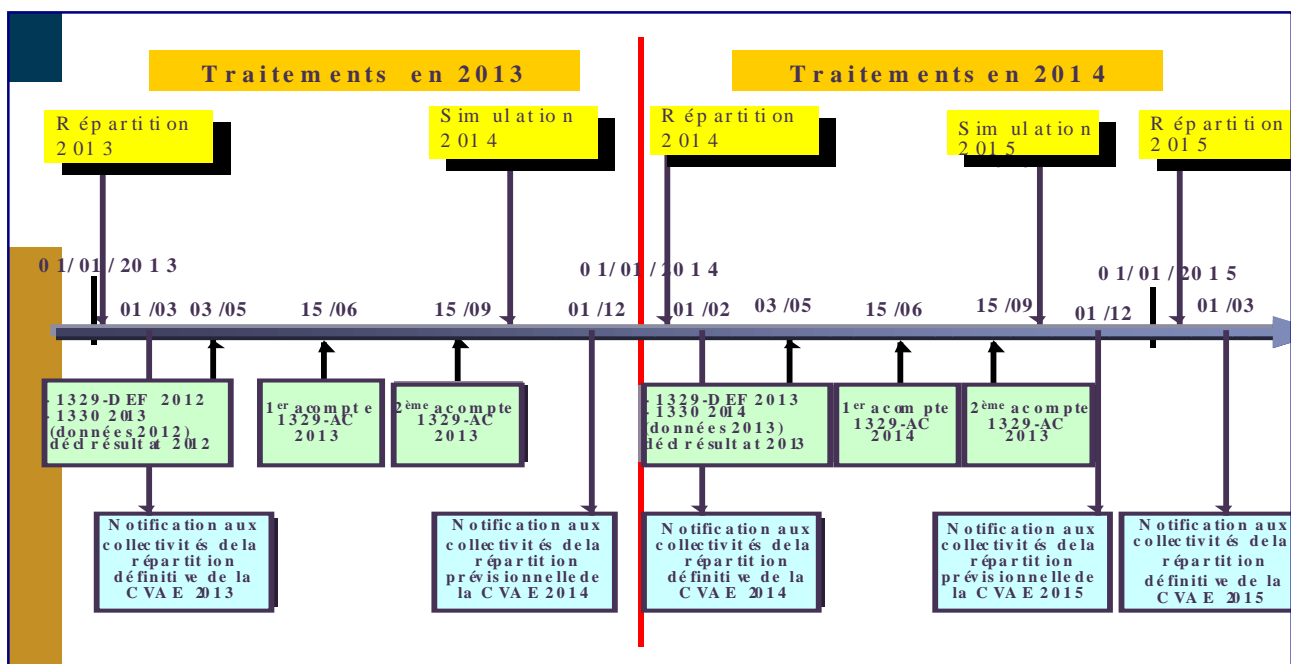 Traitements en 2013
Traitements en 2014
Répartition
2013
Simulation
2014
Répartition
2014
Simulation
2015
Répartition
2015
01/01/2013
01/01/2014
01/01/2015
01/03
03/05
15/06
15/09
01/12
01/02
03/05
15/06
15/09
01/12
01/03
- 1329-DEF 2012
- 1330 2013
(données 2012)
décl résultat 2012
1er acompte
1329-AC
2013
2ème acompte
1329-AC
2013
- 1329-DEF 2013
- 1330 2014
(données 2013)
décl résultat 2013
1er acompte
1329-AC
2014
2ème acompte
1329-AC
2013
Notification aux
collectivités de la
répartition
définitive de la
CVAE 2013
Notification aux
collectivités de la
répartition
prévisionnelle de
la CVAE 2014
Notification aux
collectivités de la
répartition
définitive de la
CVAE 2014
Notification aux
collectivités de la
répartition
prévisionnelle de
la CVAE 2015
Notification aux
collectivités de la
répartition
définitive de la
CVAE 2015